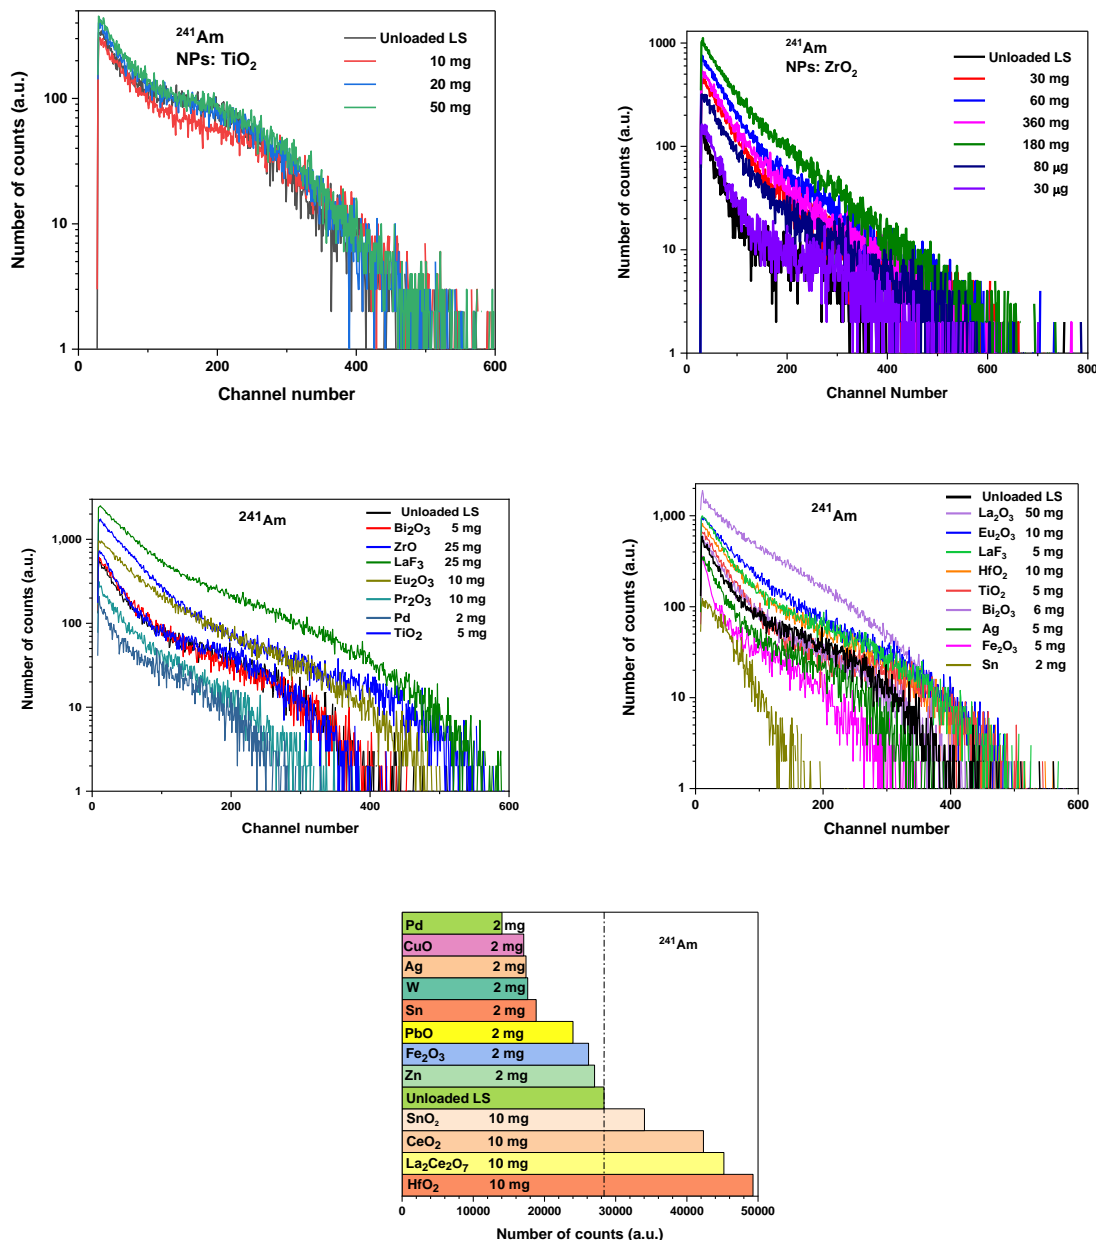 ²⁴¹Am
NPs: TiO₂
Unloaded LS
10 mg
20 mg
50 mg
Number of counts (a.u.)
100
10
1
0 200 400 600
Channel number
²⁴¹Am
NPs: ZrO₂
Unloaded LS
30 mg
60 mg
360 mg
180 mg
80 μg
30 μg
Number of counts (a.u.)
1000
100
10
1
0 200 400 600 800
Channel Number
²⁴¹Am
Unloaded LS
Bi₂O₃ 5 mg
ZrO 25 mg
LaF₃ 25 mg
Eu₂O₃ 10 mg
Pr₂O₃ 10 mg
Pd 2 mg
TiO₂ 5 mg
Number of counts (a.u.)
1,000
100
10
1
0 200 400 600
Channel number
²⁴¹Am
Unloaded LS
La₂O₃ 50 mg
Eu₂O₃ 10 mg
LaF₃ 5 mg
HfO₂ 10 mg
TiO₂ 5 mg
Bi₂O₃ 6 mg
Ag 5 mg
Fe₂O₃ 5 mg
Sn 2 mg
Number of counts (a.u.)
1,000
100
10
1
0 200 400 600
Channel number
²⁴¹Am
Pd 2 mg
CuO 2 mg
Ag 2 mg
W 2 mg
Sn 2 mg
PbO 2 mg
Fe₂O₃ 2 mg
Zn 2 mg
Unloaded LS
SnO₂ 10 mg
CeO₂ 10 mg
La₂Ce₂O₇ 10 mg
HfO₂ 10 mg
0 10000 20000 30000 40000 50000
Number of counts (a.u.)